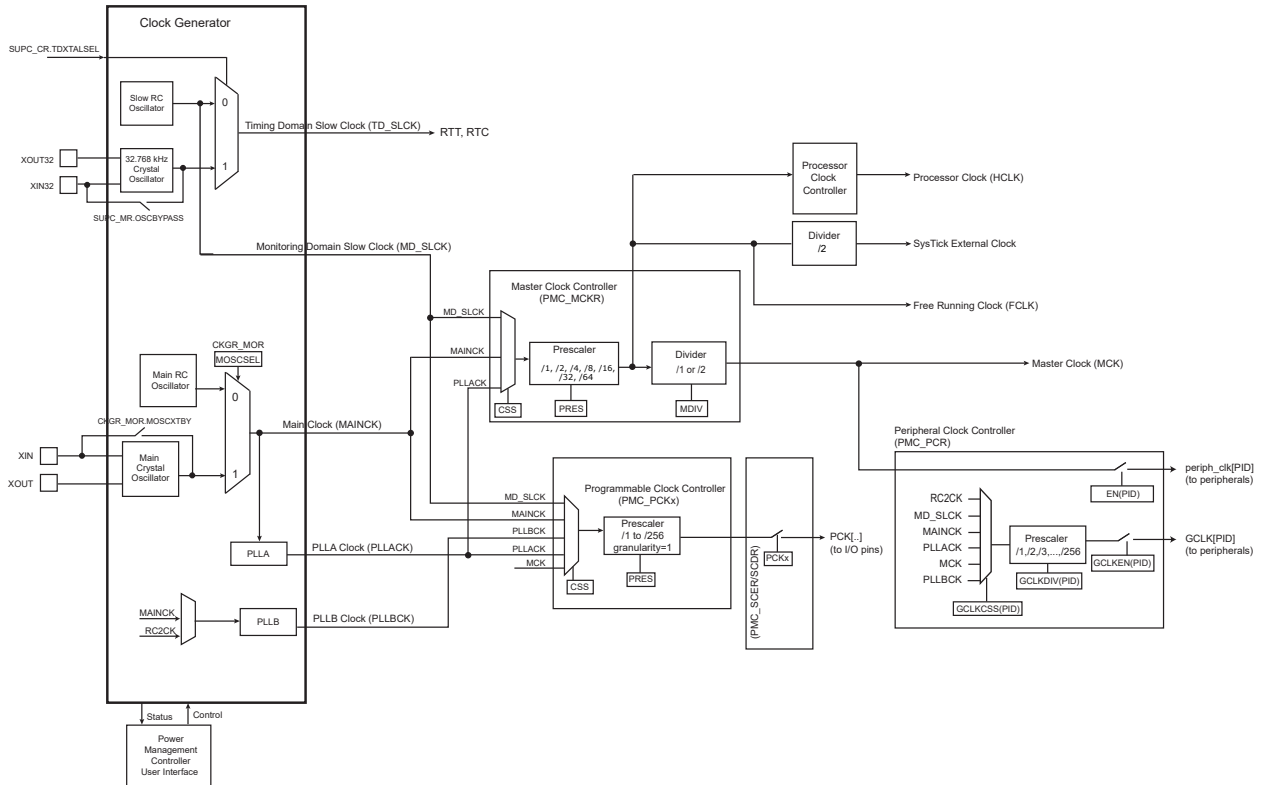 Clock Generator
SUPC_CR.TDXTALSEL
Slow RC
Oscillator
0
Timing Domain Slow Clock (TD_SLCK)
RTT, RTC
XOUT32
32.768 kHz
Crystal
Oscillator
1
XIN32
SUPC_MR.OSCBYPASS
Processor
Clock
Controller
Processor Clock (HCLK)
Divider
/2
SysTick External Clock
Monitoring Domain Slow Clock (MD_SLCK)
Free Running Clock (FCLK)
Master Clock Controller
(PMC_MCKR)
MD_SLCK
MAINCK
PLLACK
Prescaler
/1, /2, /4, /8, /16,
/32, /64
Divider
/1 or /2
CSS
PRES
MDIV
Master Clock (MCK)
CKGR_MOR
MOSCSEL
Main RC
Oscillator
0
CKGR_MOR.MOSCXTBY
Main Clock (MAINCK)
XIN
Main
Crystal
Oscillator
1
XOUT
Peripheral Clock Controller
(PMC_PCR)
periph_clk[PID]
(to peripherals)
EN(PID)
RC2CK
MD_SLCK
MAINCK
PLLACK
MCK
PLLBCK
Prescaler
/1,/2,/3,...,/256
GCLK[PID]
(to peripherals)
GCLKEN(PID)
GCLKDIV(PID)
GCLKCSS(PID)
Programmable Clock Controller
(PMC_PCKx)
MD_SLCK
MAINCK
PLLBCK
PLLACK
MCK
Prescaler
/1 to /256
granularity=1
CSS
PRES
(PMC_SCER/SCDR)
PCKx
PCK[..]
(to I/O pins)
PLLA
PLLA Clock (PLLACK)
MAINCK
RC2CK
PLLB
PLLB Clock (PLLBCK)
Status
Control
Power
Management
Controller
User Interface